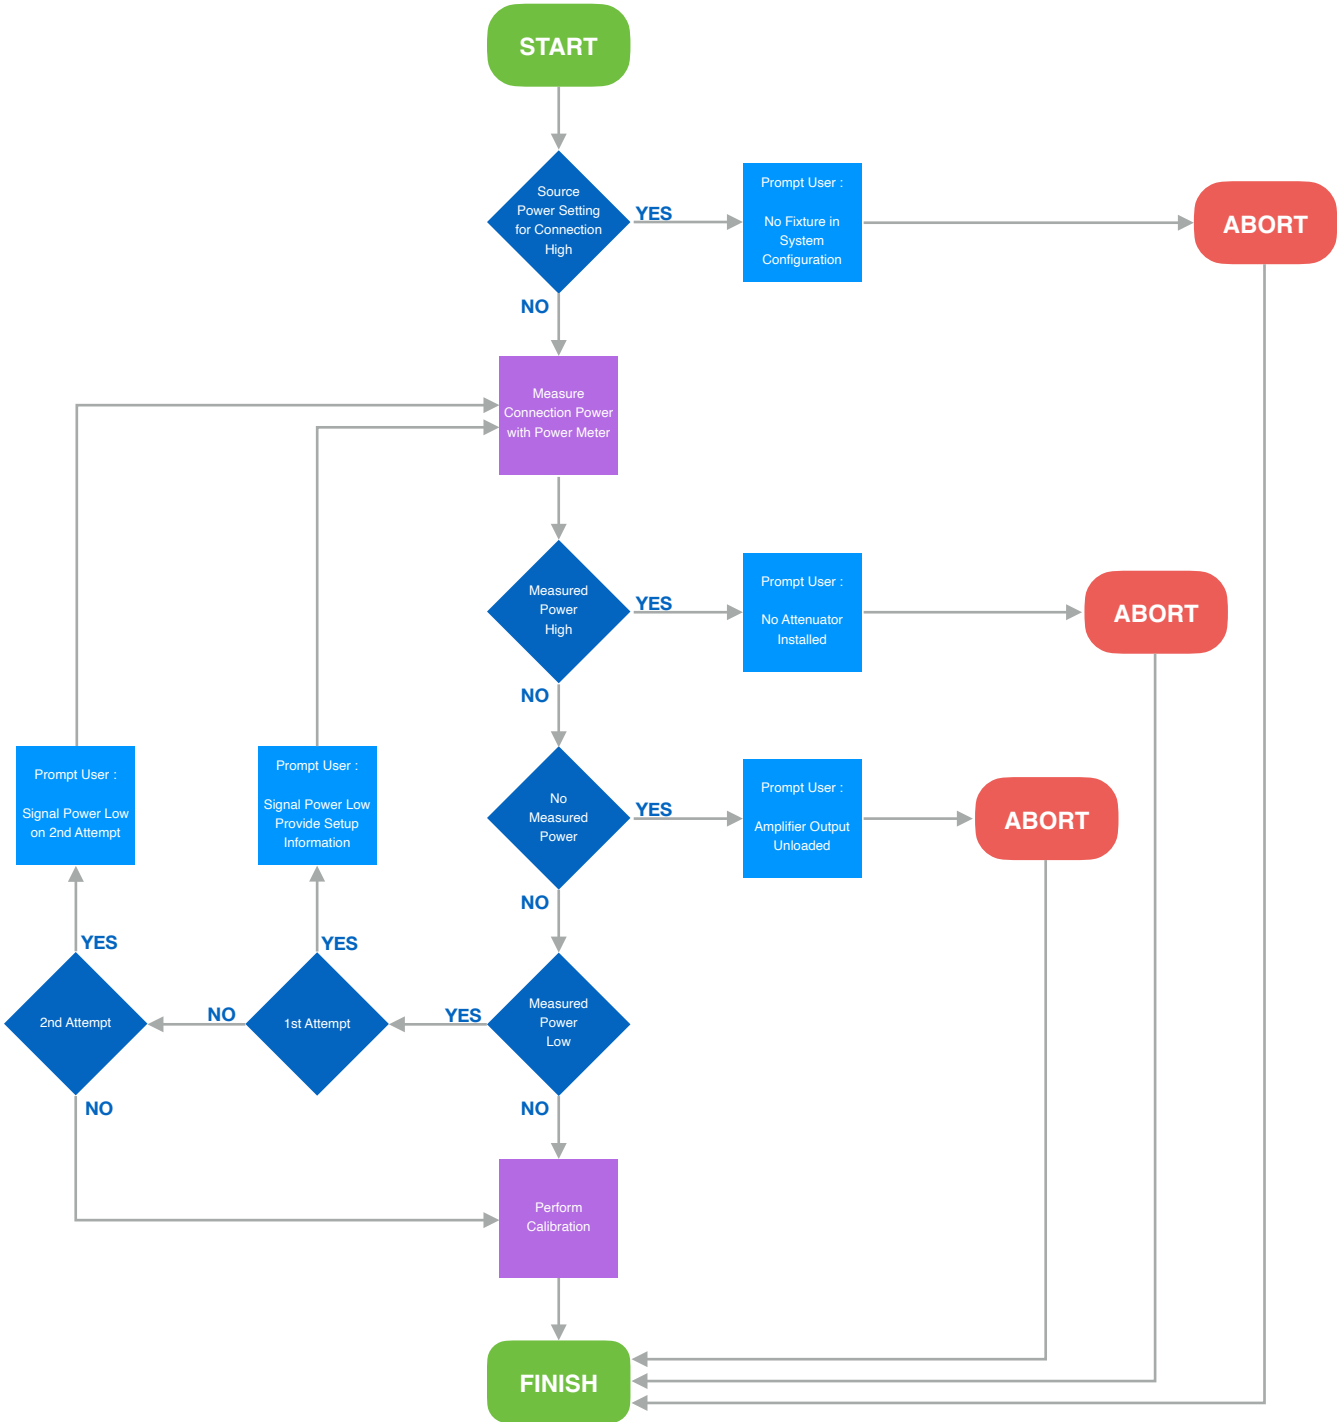 START
Source
Power Setting
for Connection
High
YES
Prompt User :
No Fixture in
System
Configuration
ABORT
NO
Measure
Connection Power
with Power Meter
Measured
Power
High
YES
Prompt User :
No Attenuator
Installed
ABORT
NO
Prompt User :
Signal Power Low
on 2nd Attempt
Prompt User :
Signal Power Low
Provide Setup
Information
No
Measured
Power
YES
Prompt User :
Amplifier Output
Unloaded
ABORT
NO
YES
YES
2nd Attempt
NO
1st Attempt
YES
Measured
Power
Low
NO
NO
Perform
Calibration
FINISH